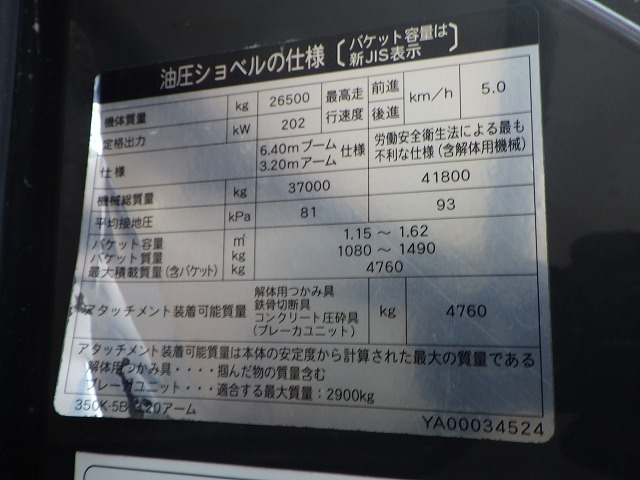 油圧ショベルの仕様〔バケット容量は新JIS表示〕
機体質量 kg 26500 最高走行速度 前進 後進 km/h 5.0
定格出力 kW 202
仕様 6.40mブーム 3.20mアーム 仕様 労働安全衛生法による最も不利な仕様(含解体用機械)
機械総質量 kg 37000 41800
平均接地圧 kPa 81 93
バケット容量 ㎥ 1.15 〜 1.62
バケット質量 kg 1080 〜 1490
最大積載質量(含バケット) kg 4760
アタッチメント装着可能質量 解体用つかみ具 鉄骨切断具 コンクリート圧砕具 (ブレーカユニット) kg 4760
アタッチメント装着可能質量は本体の安定度から計算された最大の質量である
解体用つかみ具・・・・掴んだ物の質量含む
ブレーカユニット・・・・適合する最大質量:2900kg
350K-5B 3.20アーム
YA00034524